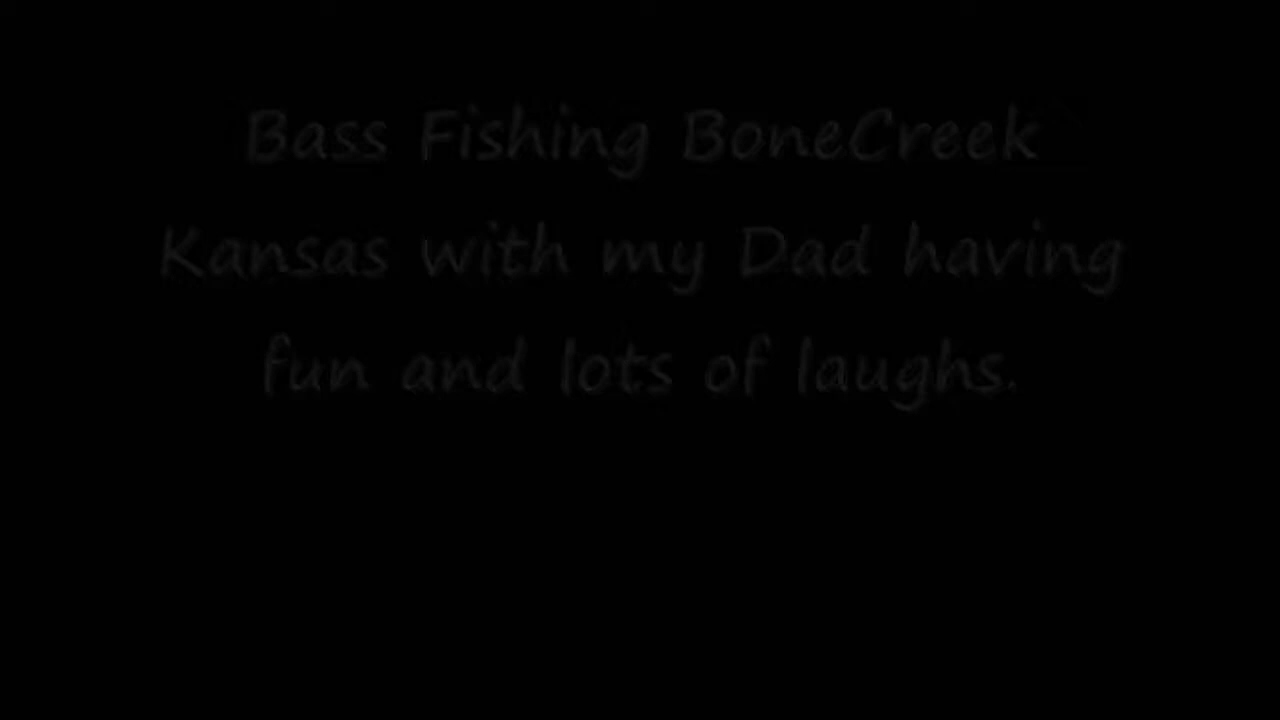 Bass Fishing BoneCreek
Kansas with my Dad having
fun and lots of laughs.